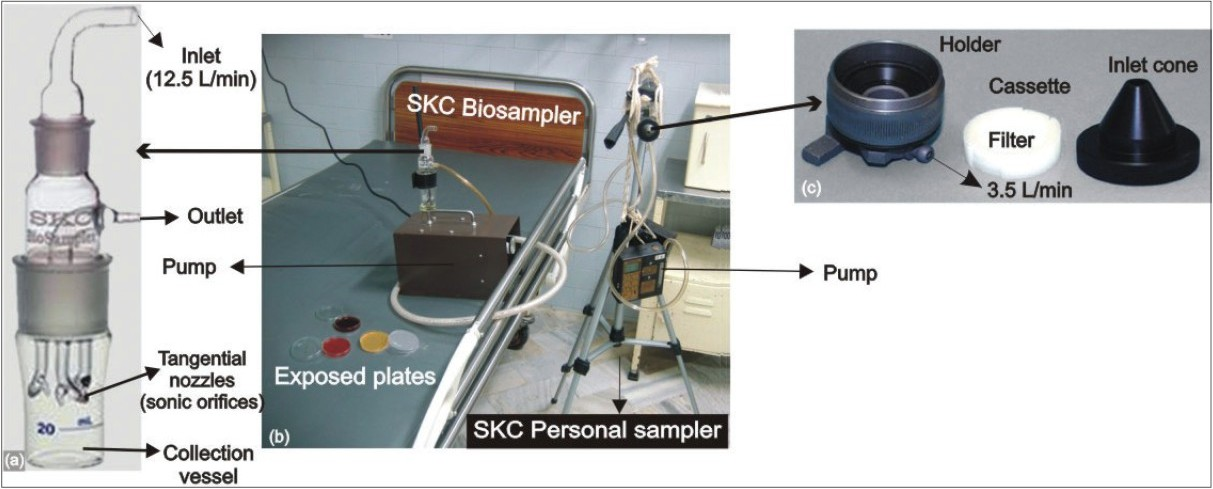 Inlet
(12.5 L/min)
SKC
BioSampler
Outlet
Pump
Tangential
nozzles
(sonic orifices)
20 mL
Collection
vessel
(a)
SKC Biosampler
Exposed plates
(b)
Pump
SKC Personal sampler
Holder
Cassette
Inlet cone
Filter
3.5 L/min
(c)